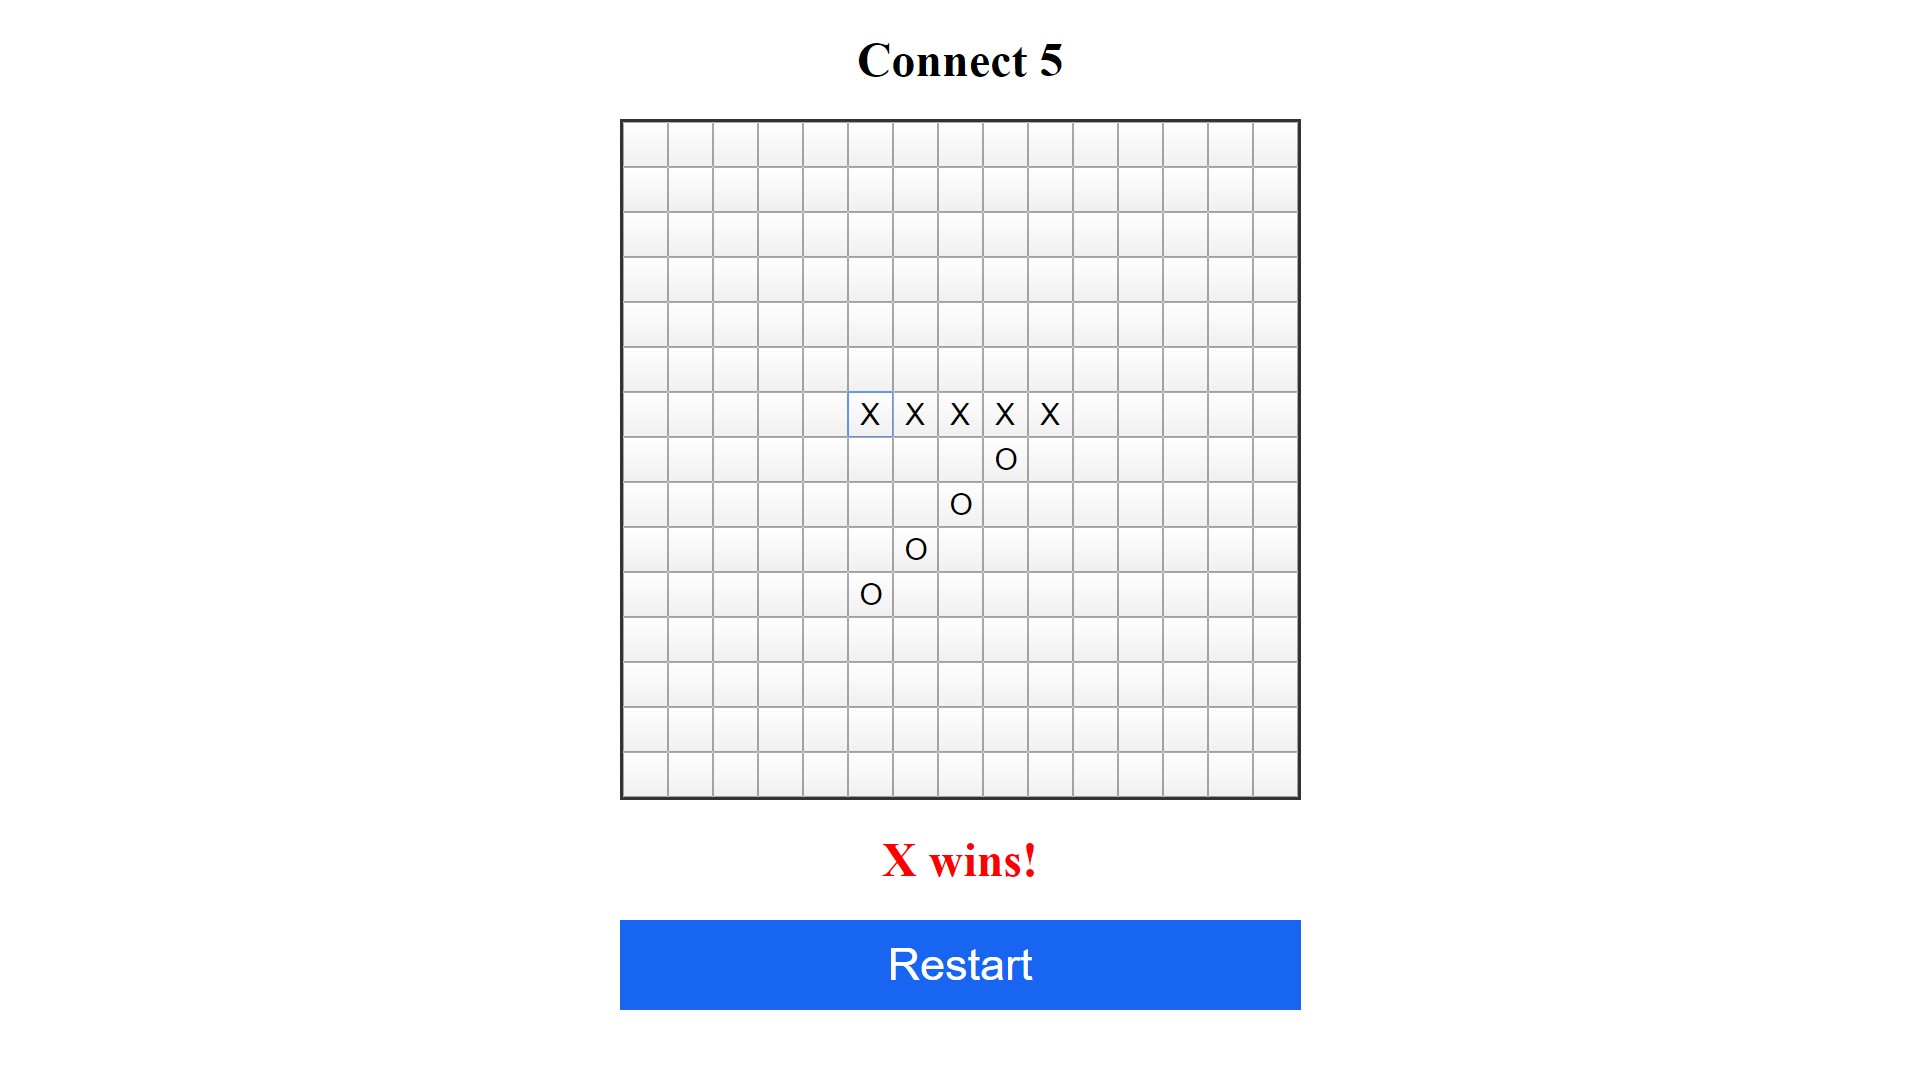 Connect 5
X X X X X
O
O
O
O
X wins!
Restart